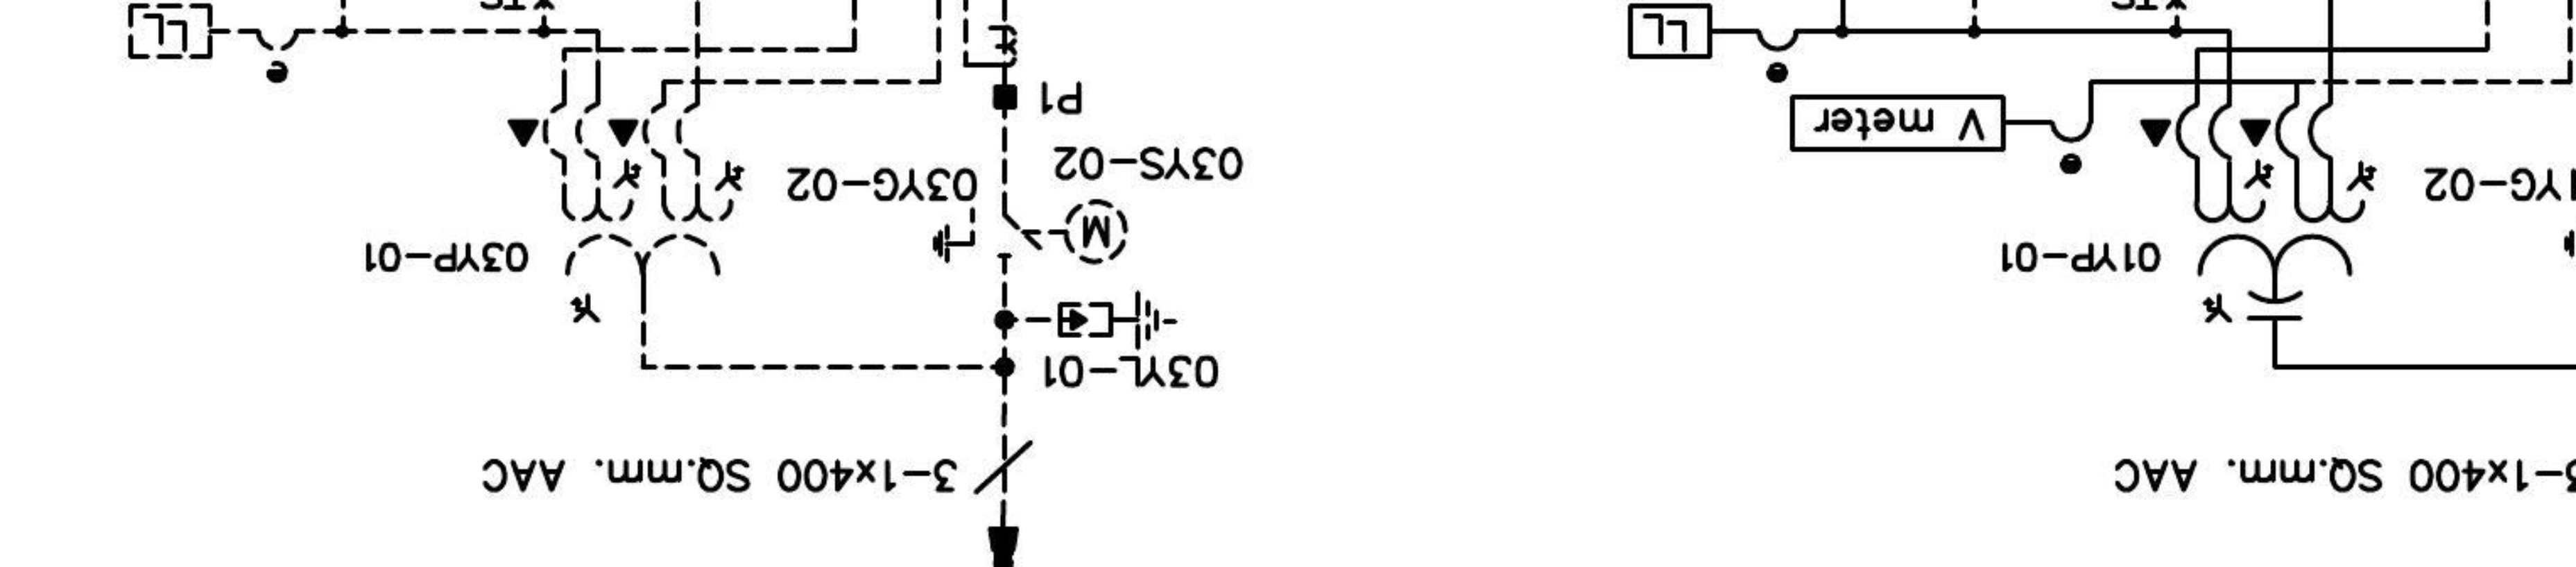 3-1x400 SQ.mm. AAC
3-1x400 SQ.mm. AAC
03YL-01
01YP-01
03YP-01
M
1YG-02
03YG-02
03YS-02
V meter
P1
LL
LL